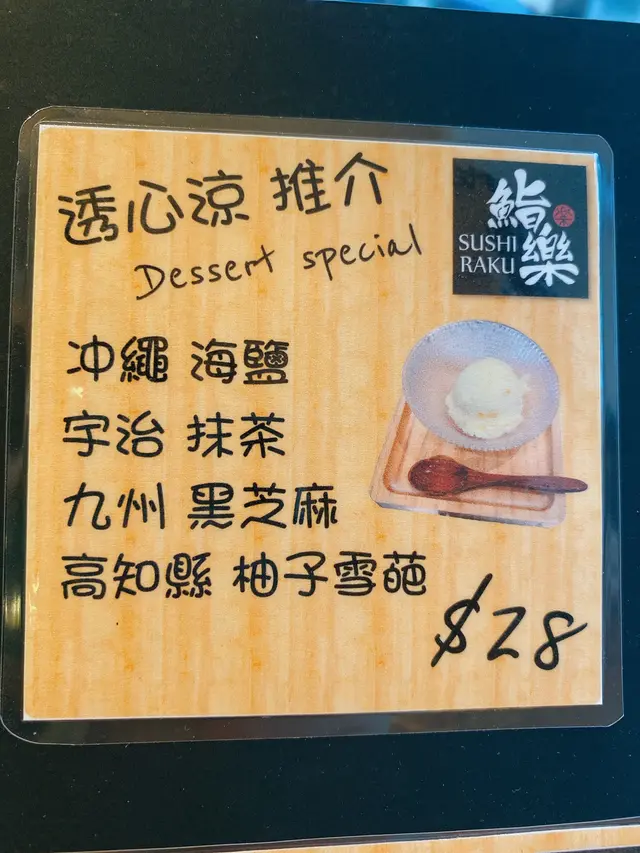 透心涼 推介
Dessert special
鮨樂
SUSHI
RAKU
冲繩 海鹽
宇治 抹茶
九州 黑芝麻
高知縣 柚子雪葩
$28